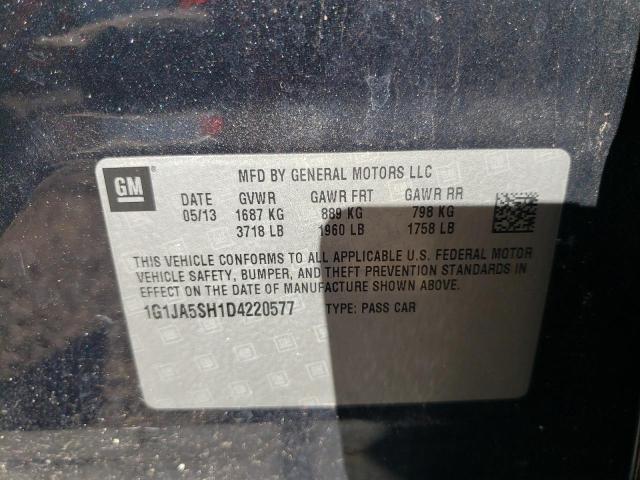 GM
MFD BY GENERAL MOTORS LLC
DATE GVWR GAWR FRT GAWR RR
05/13 1687 KG 889 KG 798 KG
3718 LB 1960 LB 1758 LB
THIS VEHICLE CONFORMS TO ALL APPLICABLE U.S. FEDERAL MOTOR
VEHICLE SAFETY, BUMPER, AND THEFT PREVENTION STANDARDS IN
EFFECT ON THE DATE OF MANUFACTURE SHOWN ABOVE.
1G1JA5SH1D4220577 TYPE: PASS CAR